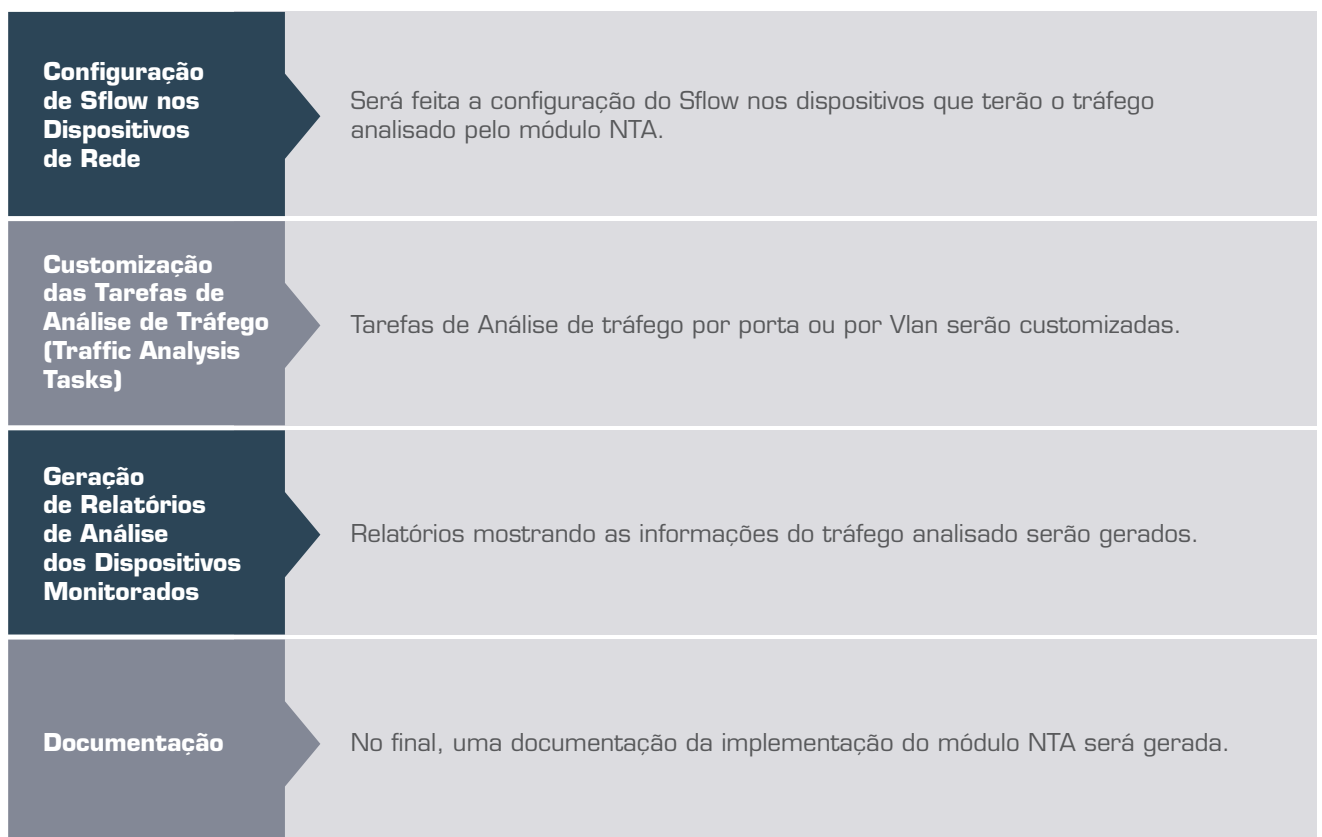 Configuração
de Sflow nos
Dispositivos
de Rede
Será feita a configuração do Sflow nos dispositivos que terão o tráfego
analisado pelo módulo NTA.
Customização
das Tarefas de
Análise de Tráfego
(Traffic Analysis
Tasks)
Tarefas de Análise de tráfego por porta ou por Vlan serão customizadas.
Geração
de Relatórios
de Análise
dos Dispositivos
Monitorados
Relatórios mostrando as informações do tráfego analisado serão gerados.
Documentação
No final, uma documentação da implementação do módulo NTA será gerada.